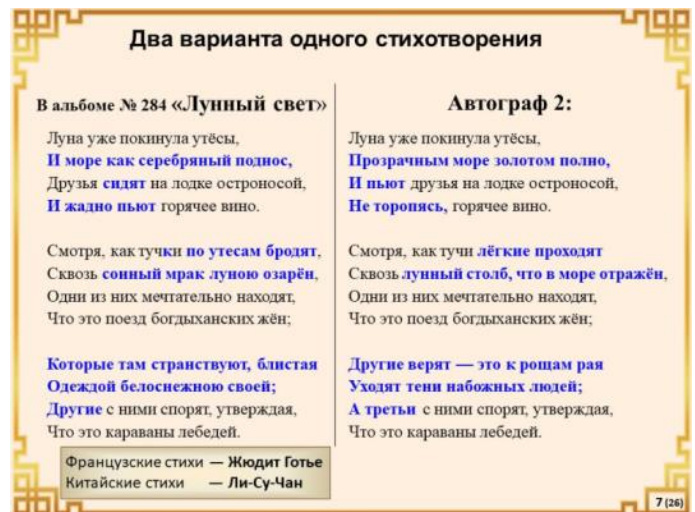 Два варианта одного стихотворения
В альбоме № 284 «Лунный свет»
Луна уже покинула утёсы,
И море как серебряный поднос,
Друзья сидят на лодке остроносой,
И жадно пьют горячее вино.
Смотря, как тучки по утесам бродят,
Сквозь сонный мрак луною озарён,
Одни из них мечтательно находят,
Что это поезд богдыханских жён;
Которые там странствуют, блистая
Одеждой белоснежною своей;
Другие с ними спорят, утверждая,
Что это караваны лебедей.
Автограф 2:
Луна уже покинула утёсы,
Прозрачным море золотом полно,
И пьют друзья на лодке остроносой,
Не торопясь, горячее вино.
Смотря, как тучи лёгкие проходят
Сквозь лунный столб, что в море отражён,
Одни из них мечтательно находят,
Что это поезд богдыханских жён;
Другие верят — это к рощам рая
Уходят тени набожных людей;
А третьи с ними спорят, утверждая,
Что это караваны лебедей.
Французские стихи — Жюдит Готье
Китайские стихи — Ли-Су-Чан
7 (26)